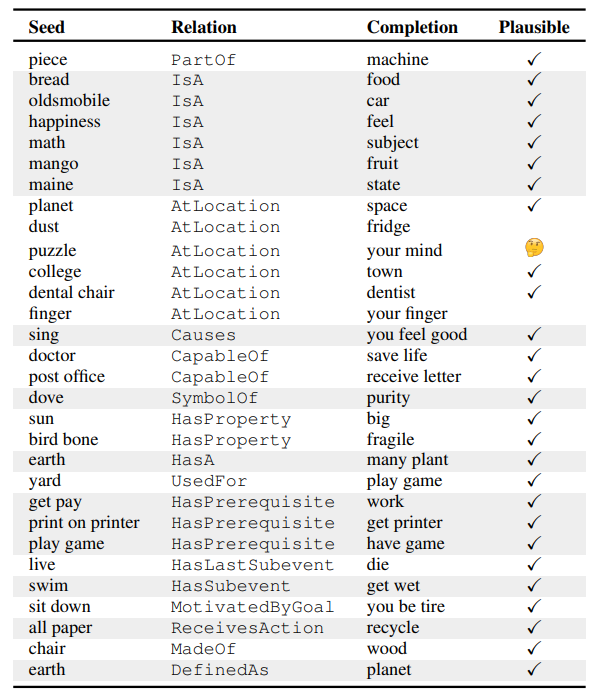 Seed Relation Completion Plausible
piece PartOf machine ✓
bread IsA food ✓
oldsmobile IsA car ✓
happiness IsA feel ✓
math IsA subject ✓
mango IsA fruit ✓
maine IsA state ✓
planet AtLocation space ✓
dust AtLocation fridge
puzzle AtLocation your mind 🤔
college AtLocation town ✓
dental chair AtLocation dentist ✓
finger AtLocation your finger
sing Causes you feel good ✓
doctor CapableOf save life ✓
post office CapableOf receive letter ✓
dove SymbolOf purity ✓
sun HasProperty big ✓
bird bone HasProperty fragile ✓
earth HasA many plant ✓
yard UsedFor play game ✓
get pay HasPrerequisite work ✓
print on printer HasPrerequisite get printer ✓
play game HasPrerequisite have game ✓
live HasLastSubevent die ✓
swim HasSubevent get wet ✓
sit down MotivatedByGoal you be tire ✓
all paper ReceivesAction recycle ✓
chair MadeOf wood ✓
earth DefinedAs planet ✓